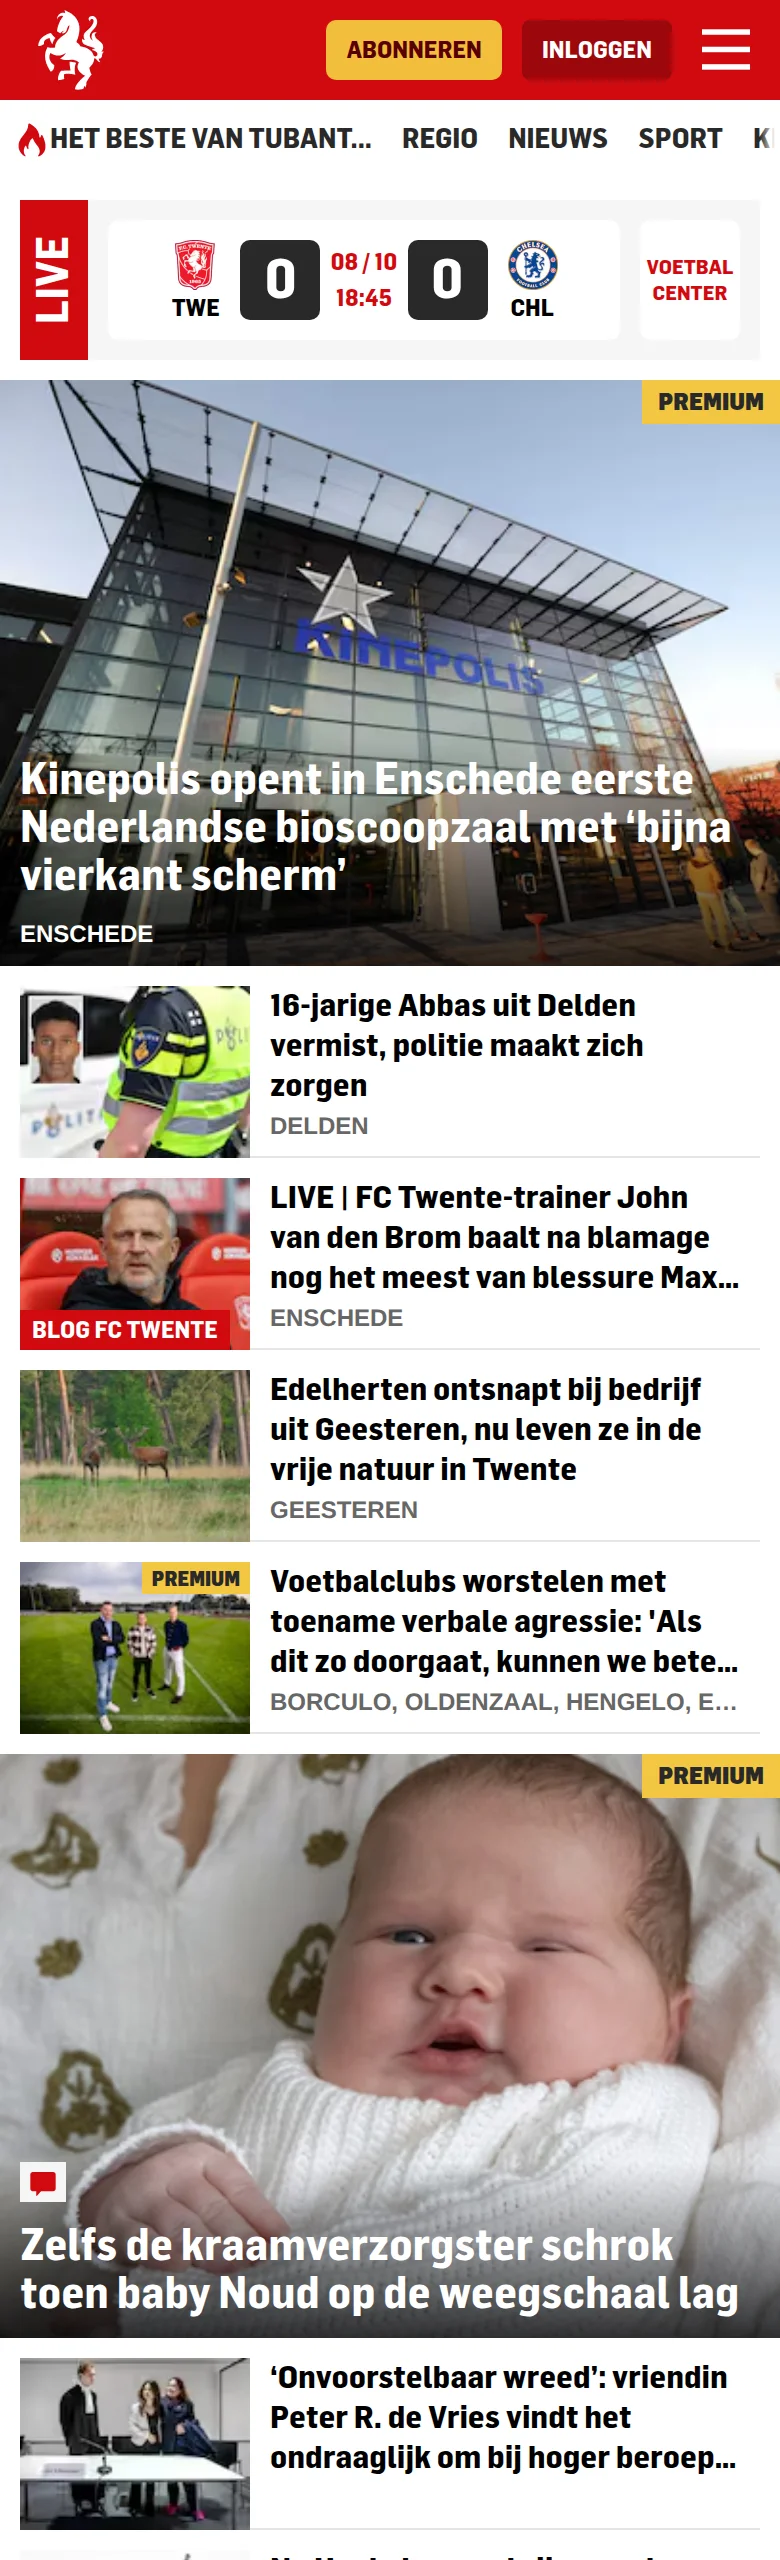 ABONNEREN
INLOGGEN
HET BESTE VAN TUBANT... REGIO NIEUWS SPORT
LIVE
TWE
0
08 / 10
18:45
0
CHL
VOETBAL
CENTER
PREMIUM
KINEPOLIS
Kinepolis opent in Enschede eerste
Nederlandse bioscoopzaal met ‘bijna
vierkant scherm’
ENSCHEDE
16-jarige Abbas uit Delden
vermist, politie maakt zich
zorgen
DELDEN
LIVE | FC Twente-trainer John
van den Brom baalt na blamage
nog het meest van blessure Max...
BLOG FC TWENTE
ENSCHEDE
Edelherten ontsnapt bij bedrijf
uit Geesteren, nu leven ze in de
vrije natuur in Twente
GEESTEREN
PREMIUM
Voetbalclubs worstelen met
toename verbale agressie: 'Als
dit zo doorgaat, kunnen we bete...
BORCULO, OLDENZAAL, HENGELO, E...
PREMIUM
Zelfs de kraamverzorgster schrok
toen baby Noud op de weegschaal lag
‘Onvoorstelbaar wreed’: vriendin
Peter R. de Vries vindt het
ondraaglijk om bij hoger beroep...